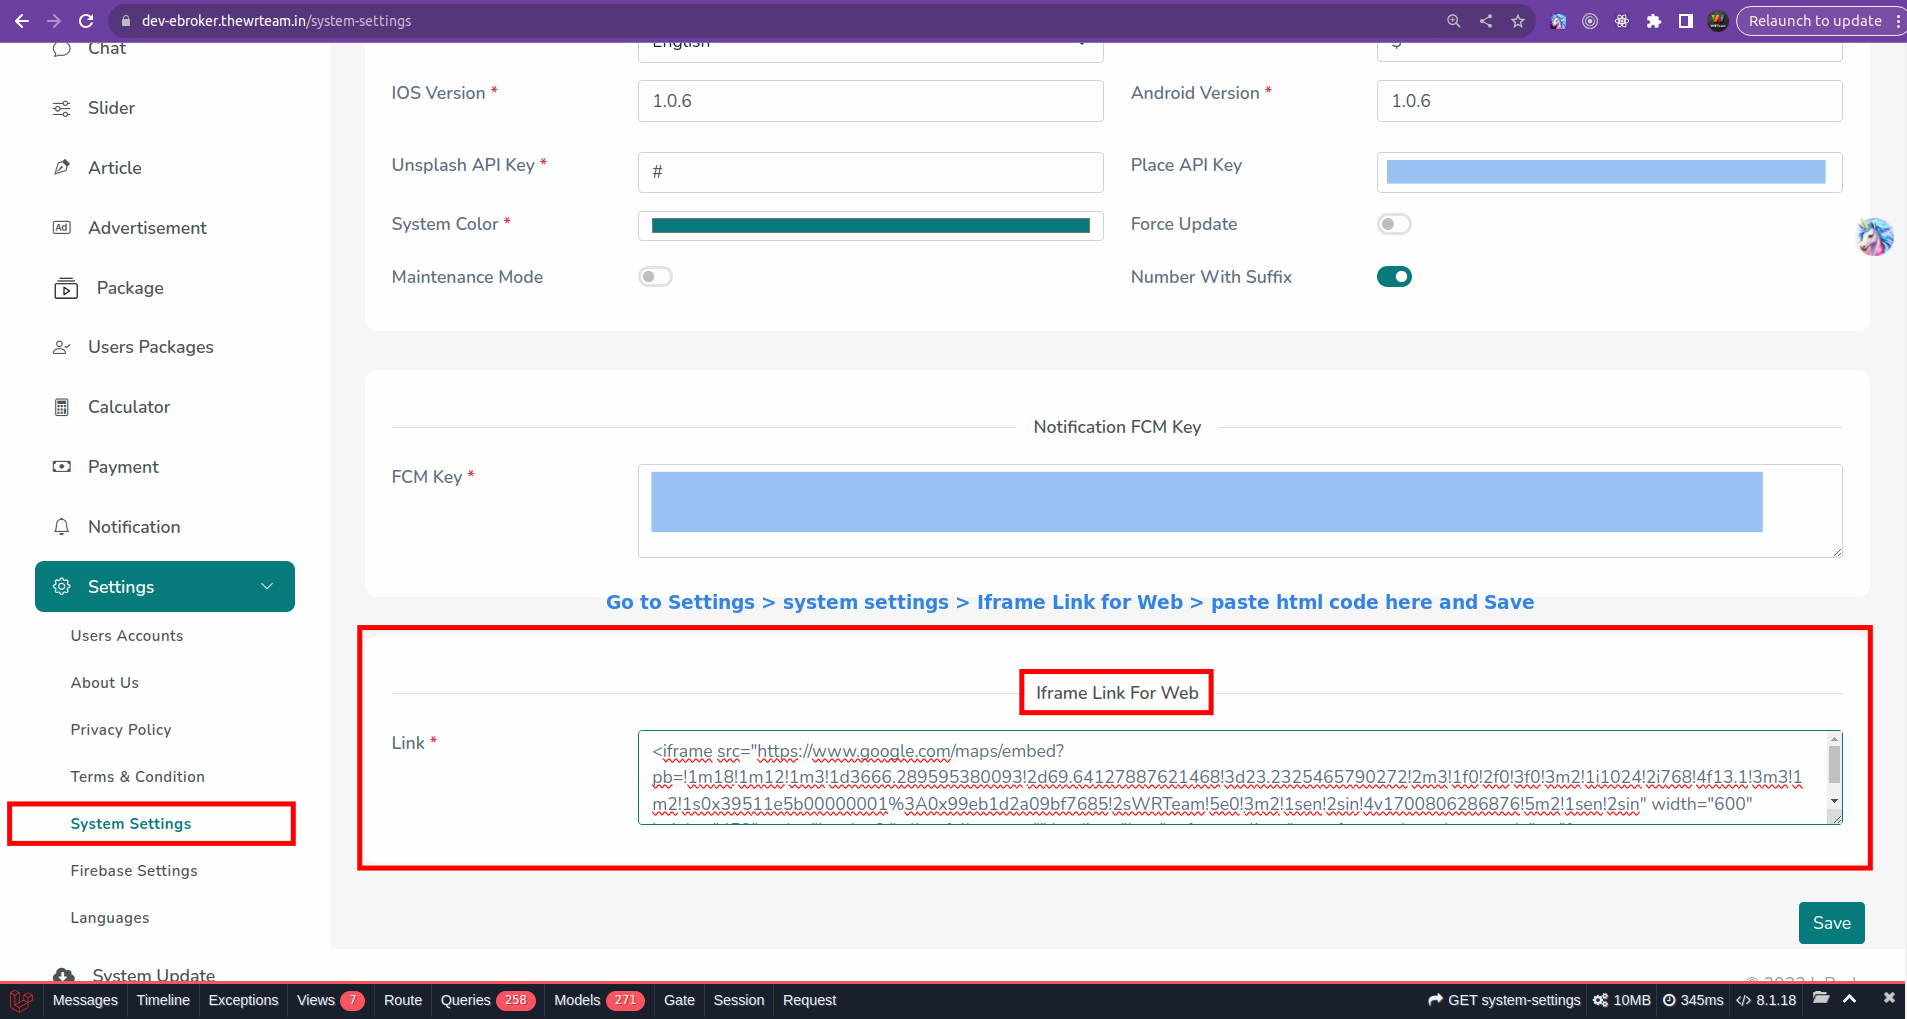 dev-ebroker.thewrteam.in/system-settings
Relaunch to update
Chat
Slider
Article
Advertisement
Package
Users Packages
Calculator
Payment
Notification
Settings
Users Accounts
About Us
Privacy Policy
Terms & Condition
System Settings
Firebase Settings
Languages
System Update
English
$
IOS Version *
1.0.6
Android Version *
1.0.6
Unsplash API Key *
#
Place API Key
System Color *
Force Update
Maintenance Mode
Number With Suffix
Notification FCM Key
FCM Key *
Go to Settings > system settings > Iframe Link for Web > paste html code here and Save
Iframe Link For Web
Link *
<iframe src="https://www.google.com/maps/embed?
pb=!1m18!1m12!1m3!1d3666.289595380093!2d69.64127887621468!3d23.2325465790272!2m3!1f0!2f0!3f0!3m2!1i1024!2i768!4f13.1!3m3!1
m2!1s0x39511e5b00000001%3A0x99eb1d2a09bf7685!2sWRTeam!5e0!3m2!1sen!2sin!4v1700806286876!5m2!1sen!2sin" width="600"
Save
Messages Timeline Exceptions Views 7 Route Queries 258 Models 271 Gate Session Request
GET system-settings 10MB 345ms </> 8.1.18